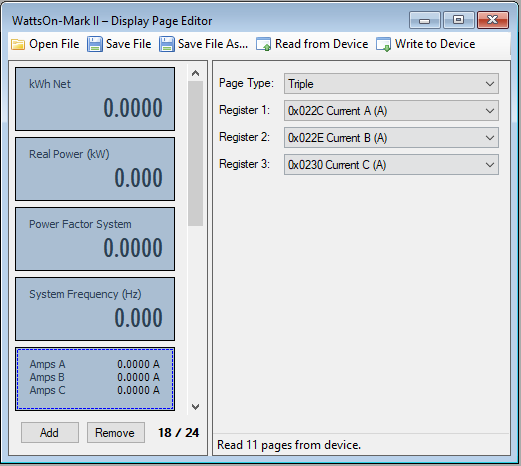 WattsOn-Mark II – Display Page Editor
Open File Save File Save File As... Read from Device Write to Device
kWh Net
0.0000
Real Power (kW)
0.000
Power Factor System
0.0000
System Frequency (Hz)
0.000
Amps A 0.0000 A
Amps B 0.0000 A
Amps C 0.0000 A
Add Remove 18 / 24
Page Type: Triple
Register 1: 0x022C Current A (A)
Register 2: 0x022E Current B (A)
Register 3: 0x0230 Current C (A)
Read 11 pages from device.